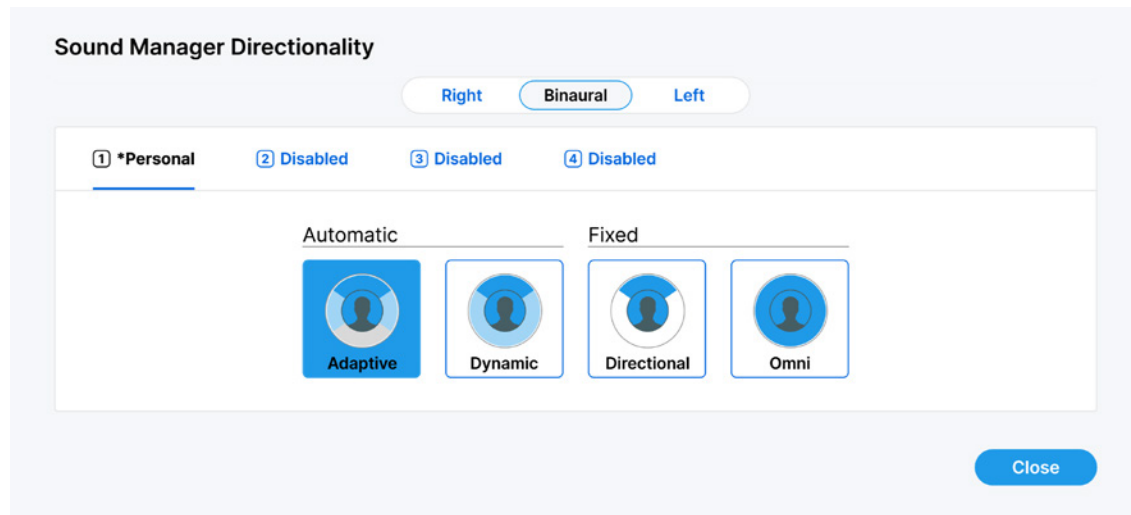 Sound Manager Directionality
Right Binaural Left
1 *Personal 2 Disabled 3 Disabled 4 Disabled
Automatic Fixed
Adaptive Dynamic Directional Omni
Close